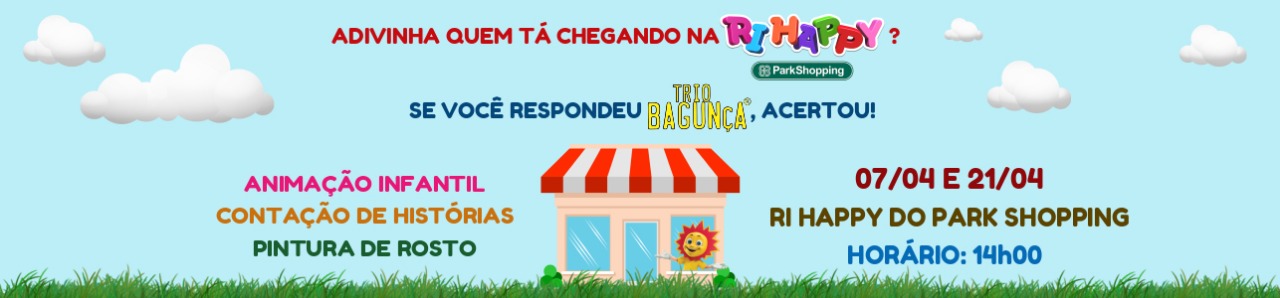 ADIVINHA QUEM TÁ CHEGANDO NA RI HAPPY ?
ParkShopping
SE VOCÊ RESPONDEU TRIO BAGUNÇA®, ACERTOU!
ANIMAÇÃO INFANTIL
CONTAÇÃO DE HISTÓRIAS
PINTURA DE ROSTO
07/04 E 21/04
RI HAPPY DO PARK SHOPPING
HORÁRIO: 14h00